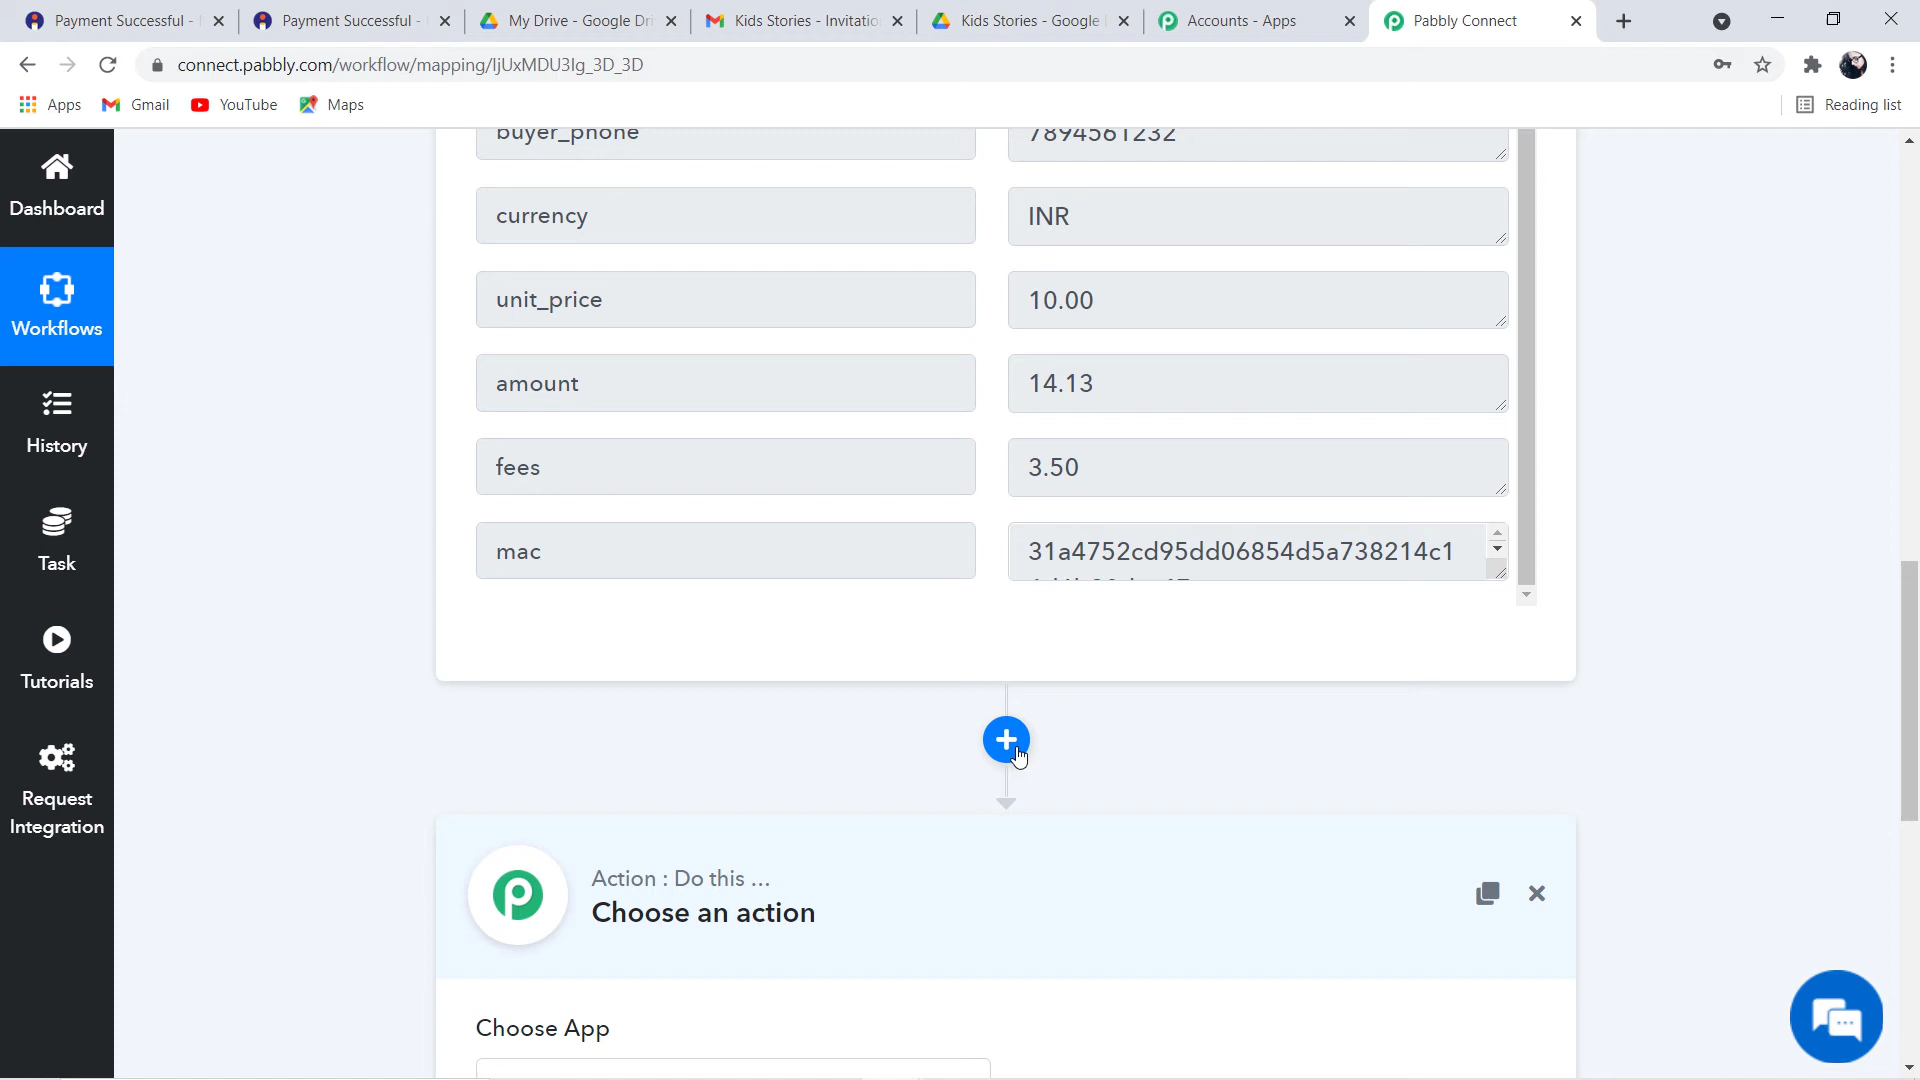 Payment Successful -
Payment Successful -
My Drive - Google Dri
Kids Stories - Invitatio
Kids Stories - Google
Accounts - Apps
Pabbly Connect
connect.pabbly.com/workflow/mapping/IjUxMDU3Ig_3D_3D
Apps
Gmail
YouTube
Maps
Reading list
Dashboard
Workflows
History
Task
Tutorials
Request
Integration
buyer_phone
7894561232
currency
INR
unit_price
10.00
amount
14.13
fees
3.50
mac
31a4752cd95dd06854d5a738214c1
Action : Do this ...
Choose an action
Choose App